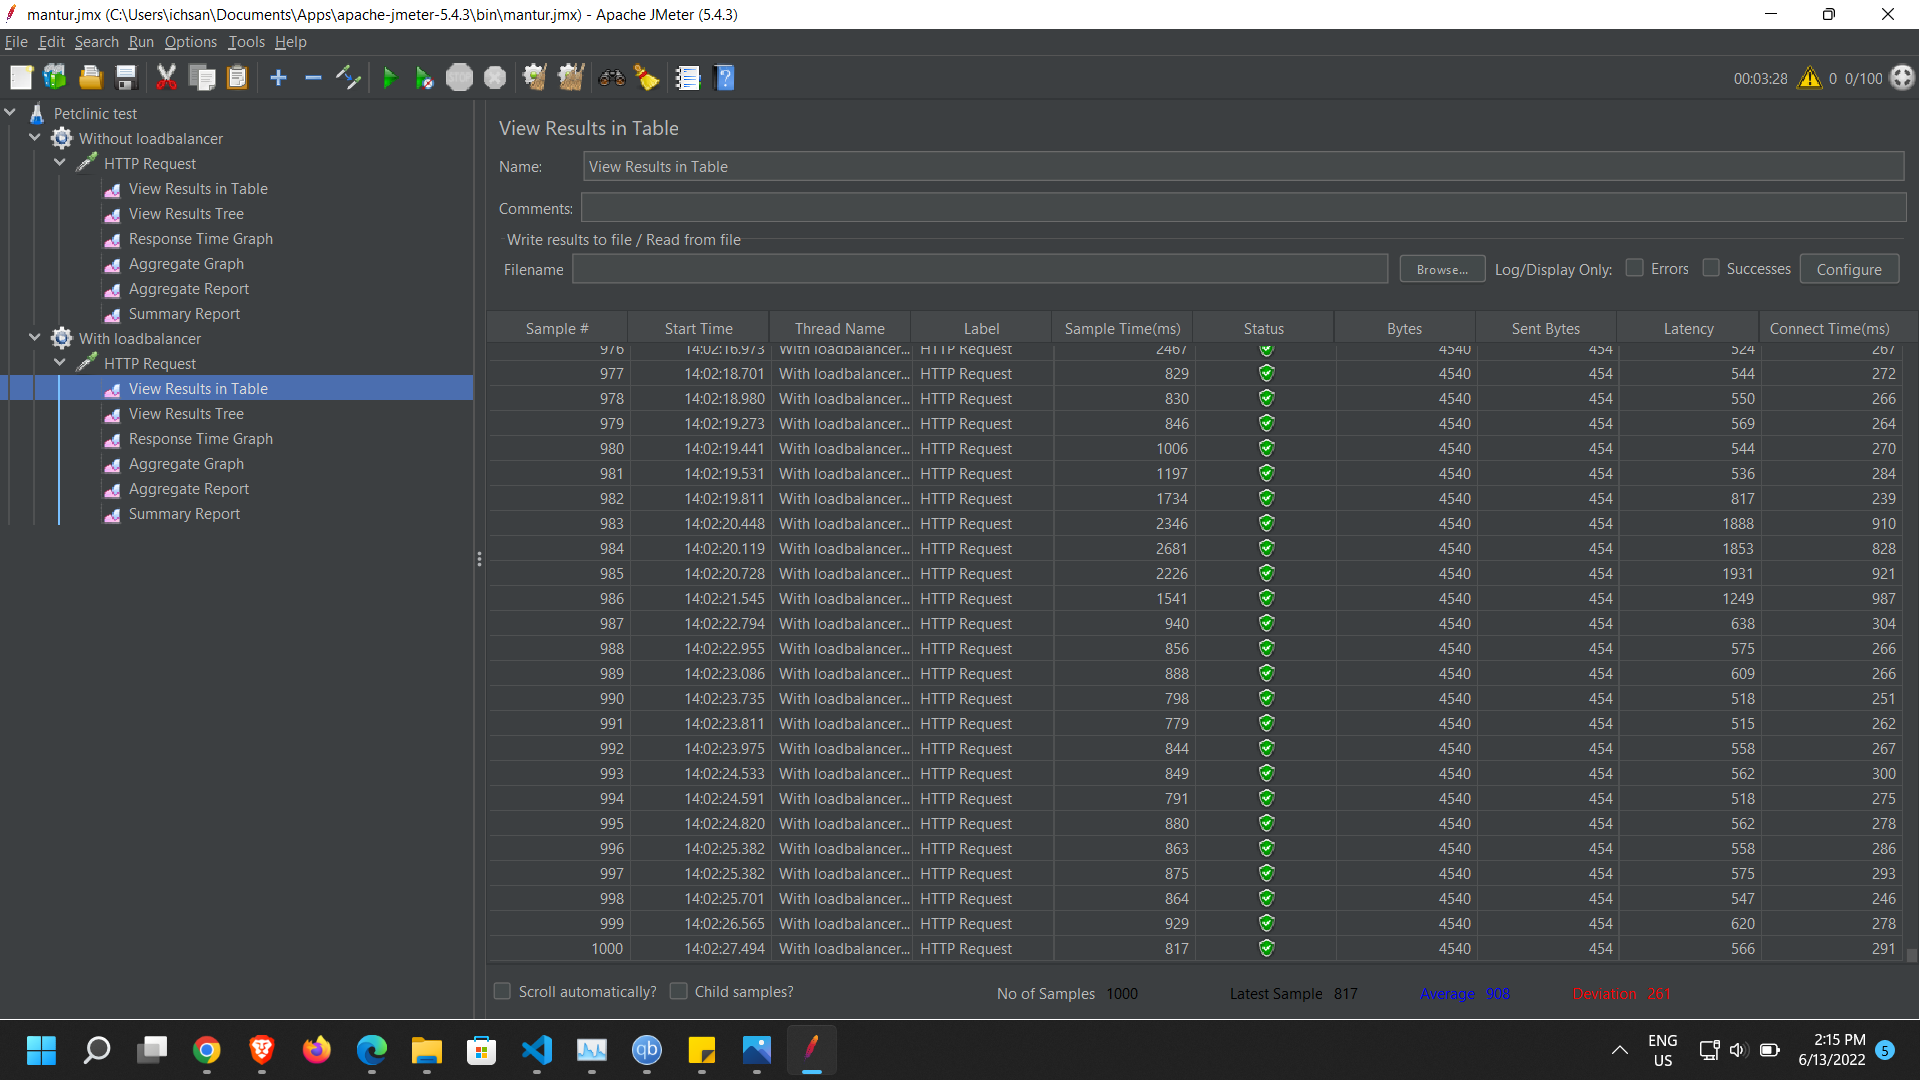 mantur.jmx (C:\Users\ichsan\Documents\Apps\apache-jmeter-5.4.3\bin\mantur.jmx) - Apache JMeter (5.4.3)
File Edit Search Run Options Tools Help
STOP
00:03:28 0 0/100
Petclinic test
Without loadbalancer
HTTP Request
View Results in Table
View Results Tree
Response Time Graph
Aggregate Graph
Aggregate Report
Summary Report
With loadbalancer
HTTP Request
View Results in Table
View Results Tree
Response Time Graph
Aggregate Graph
Aggregate Report
Summary Report
View Results in Table
Name: View Results in Table
Comments:
Write results to file / Read from file
Filename Browse... Log/Display Only: Errors Successes Configure
Sample # Start Time Thread Name Label Sample Time(ms) Status Bytes Sent Bytes Latency Connect Time(ms)
976 14:02:16.973 With loadbalancer... HTTP Request 2467 4540 454 524 267
977 14:02:18.701 With loadbalancer... HTTP Request 829 4540 454 544 272
978 14:02:18.980 With loadbalancer... HTTP Request 830 4540 454 550 266
979 14:02:19.273 With loadbalancer... HTTP Request 846 4540 454 569 264
980 14:02:19.441 With loadbalancer... HTTP Request 1006 4540 454 544 270
981 14:02:19.531 With loadbalancer... HTTP Request 1197 4540 454 536 284
982 14:02:19.811 With loadbalancer... HTTP Request 1734 4540 454 817 239
983 14:02:20.448 With loadbalancer... HTTP Request 2346 4540 454 1888 910
984 14:02:20.119 With loadbalancer... HTTP Request 2681 4540 454 1853 828
985 14:02:20.728 With loadbalancer... HTTP Request 2226 4540 454 1931 921
986 14:02:21.545 With loadbalancer... HTTP Request 1541 4540 454 1249 987
987 14:02:22.794 With loadbalancer... HTTP Request 940 4540 454 638 304
988 14:02:22.955 With loadbalancer... HTTP Request 856 4540 454 575 266
989 14:02:23.086 With loadbalancer... HTTP Request 888 4540 454 609 266
990 14:02:23.735 With loadbalancer... HTTP Request 798 4540 454 518 251
991 14:02:23.811 With loadbalancer... HTTP Request 779 4540 454 515 262
992 14:02:23.975 With loadbalancer... HTTP Request 844 4540 454 558 267
993 14:02:24.533 With loadbalancer... HTTP Request 849 4540 454 562 300
994 14:02:24.591 With loadbalancer... HTTP Request 791 4540 454 518 275
995 14:02:24.820 With loadbalancer... HTTP Request 880 4540 454 562 278
996 14:02:25.382 With loadbalancer... HTTP Request 863 4540 454 558 286
997 14:02:25.382 With loadbalancer... HTTP Request 875 4540 454 575 293
998 14:02:25.701 With loadbalancer... HTTP Request 864 4540 454 547 246
999 14:02:26.565 With loadbalancer... HTTP Request 929 4540 454 620 278
1000 14:02:27.494 With loadbalancer... HTTP Request 817 4540 454 566 291
Scroll automatically? Child samples? No of Samples 1000 Latest Sample 817 Average 908 Deviation 261
qb
ENG
US
2:15 PM
6/13/2022
5